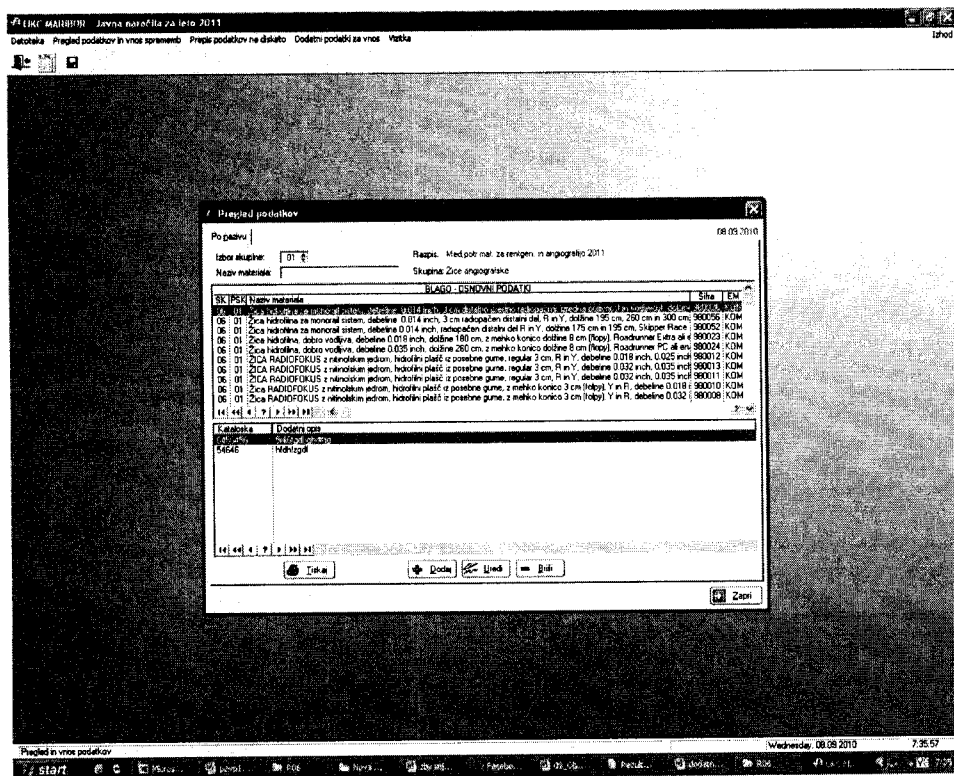 UKC MARIBOR - Javna naročila za leto 2011
Datoteka Pregled podatkov in vnos sprememb Prepis podatkov na disketo Dodatni podatki za vnos Vizitka
Izhod
Pregled podatkov
Po nazivu
08.09.2010
Izbor skupine: 01
Razpis: Med.potr.mat. za rentgen. in angiografijo 2011
Naziv materiala:
Skupina: Žice angiografske
BLAGO - OSNOVNI PODATKI
SK PSK Naziv materiala Šifra EM
06 01 Žica hidrofilna za monorail sistem, debeline 0.014 inch, 3 cm radiopačen distalni del, R in Y, dolžine 195 cm, 260 cm in 300 cm, 980056 KOM
06 01 Žica hidrofilna za monorail sistem, debeline 0.014 inch, radiopačen distalni del R in Y, dolžine 175 cm in 195 cm, Skipper Race 980052 KOM
06 01 Žica hidrofilna, dobro vodljiva, debeline 0.018 inch, dolžine 180 cm, z mehko konico dolžine 8 cm (flopy), Roadrunner Extra ali e 980023 KOM
06 01 Žica hidrofilna, dobro vodljiva, debeline 0.035 inch, dolžine 260 cm, z mehko konico dolžine 8 cm (flopy), Roadrunner PC ali en 980024 KOM
06 01 Žica RADIOFOKUS z nitinolskim jedrom, hidrofilni plašč iz posebne gume, regular 3 cm, R in Y, debeline 0.018 inch, 0.025 incl 980012 KOM
06 01 ŽICA RADIOFOKUS z nitinolskim jedrom, hidrofilni plašč iz posebne gume, regular 3 cm, R in Y, debeline 0.032 inch, 0.035 incl 980013 KOM
06 01 Žica RADIOFOKUS z nitinolskim jedrom, hidrofilni plašč iz posebne gume, regular 3 cm, R in Y, debeline 0.032 inch, 0.035 incl 980011 KOM
06 01 Žica RADIOFOKUS z nitinolskim jedrom, hidrofilni plašč iz posebne gume, z mehko konico 3 cm (folpy), Y in R, debeline 0.018 i 980010 KOM
06 01 Žica RADIOFOKUS z nitinolskim jedrom, hidrofilni plašč iz posebne gume, z mehko konico 3 cm (folpy), Y in R, debeline 0.032 980008 KOM
Kataloska Dodatni opis
54646 hfdhfzgdf
Tiskaj Dodaj Uredi Briši
Zapri
Pregled in vnos podatkov
Wednesday, 08.09.2010 7:35:57
start